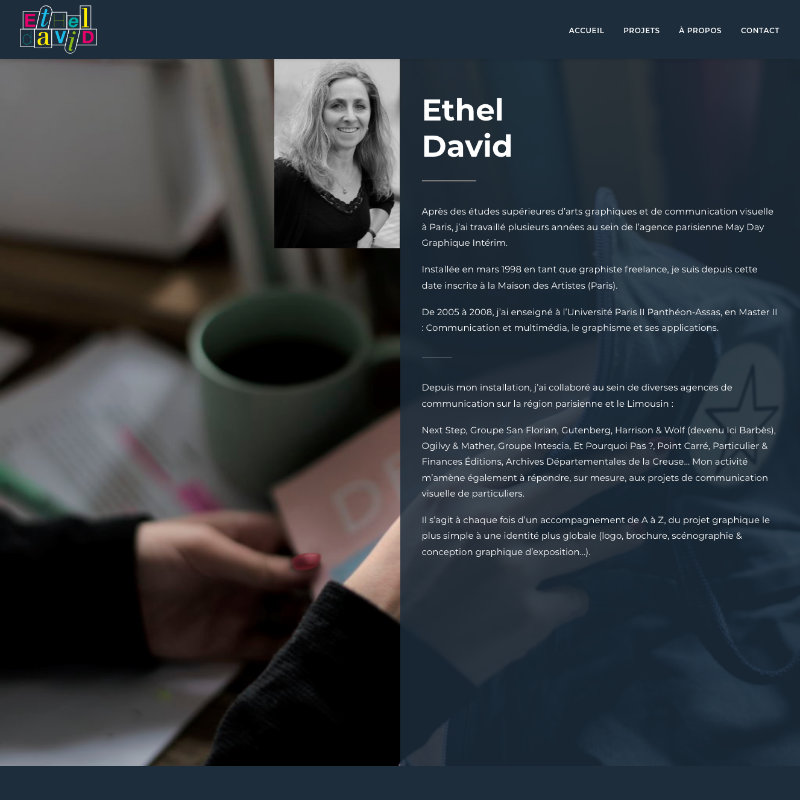 EtHel
daViD
ACCUEIL PROJETS À PROPOS CONTACT
Ethel
David
Après des études supérieures d'arts graphiques et de communication visuelle
à Paris, j'ai travaillé plusieurs années au sein de l'agence parisienne May Day
Graphique Intérim.
Installée en mars 1998 en tant que graphiste freelance, je suis depuis cette
date inscrite à la Maison des Artistes (Paris).
De 2005 à 2008, j'ai enseigné à l'Université Paris II Panthéon-Assas, en Master II
: Communication et multimédia, le graphisme et ses applications.
Depuis mon installation, j'ai collaboré au sein de diverses agences de
communication sur la région parisienne et le Limousin :
Next Step, Groupe San Florian, Gutenberg, Harrison & Wolf (devenu Ici Barbès),
Ogilvy & Mather, Groupe Intescia, Et Pourquoi Pas ?, Point Carré, Particulier &
Finances Éditions, Archives Départementales de la Creuse... Mon activité
m'amène également à répondre, sur mesure, aux projets de communication
visuelle de particuliers.
Il s'agit à chaque fois d'un accompagnement de A à Z, du projet graphique le
plus simple à une identité plus globale (logo, brochure, scénographie &
conception graphique d'exposition...).